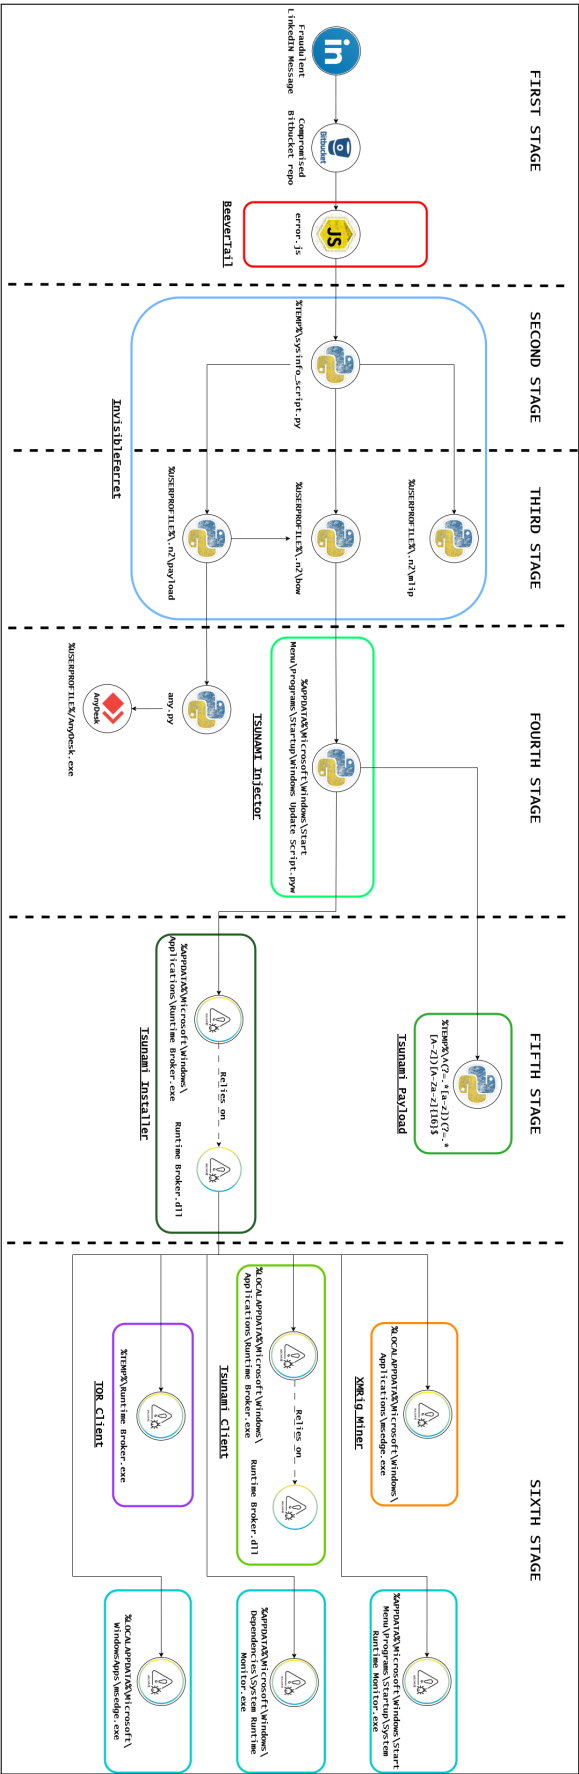 FIRST STAGE
in
Fraudulent
LinkedIN Message
Bitbucket
Compromised
Bitbucket repo
JS
error.js
BeeverTail
SECOND STAGE
%TEMP%\sysinfo_script.py
InvisibleFerret
THIRD STAGE
%USERPROFILE%\.n2\mlip
%USERPROFILE%\.n2\bow
%USERPROFILE%\.n2\payload
FOURTH STAGE
%APPDATA%\Microsoft\Windows\Start
Menu\Programs\Startup\Windows Update Script.pyw
TSUNAMI Injector
any.py
AnyDesk
%USERPROFILE%/AnyDesk.exe
FIFTH STAGE
%TEMP%\^(?=.*[a-z])(?=.*
[A-Z])[A-Za-z]{16}$
Tsunami Payload
%APPDATA%\Microsoft\Windows\
Applications\Runtime Broker.exe
Relies on
Runtime Broker.dll
Tsunami Installer
SIXTH STAGE
%LOCALAPPDATA%\Microsoft\Windows\
Applications\msedge.exe
XMRig Miner
%LOCALAPPDATA%\Microsoft\Windows\
Applications\Runtime Broker.exe
Relies on
Runtime Broker.dll
Tsunami Client
%TEMP%\Runtime Broker.exe
TOR Client
%APPDATA%\Microsoft\Windows\Start
Menu\Programs\Startup\System
Runtime Monitor.exe
%APPDATA%\Microsoft\Windows\
Dependencies\System Runtime
Monitor.exe
%LOCALAPPDATA%\Microsoft\
WindowsApps\msedge.exe